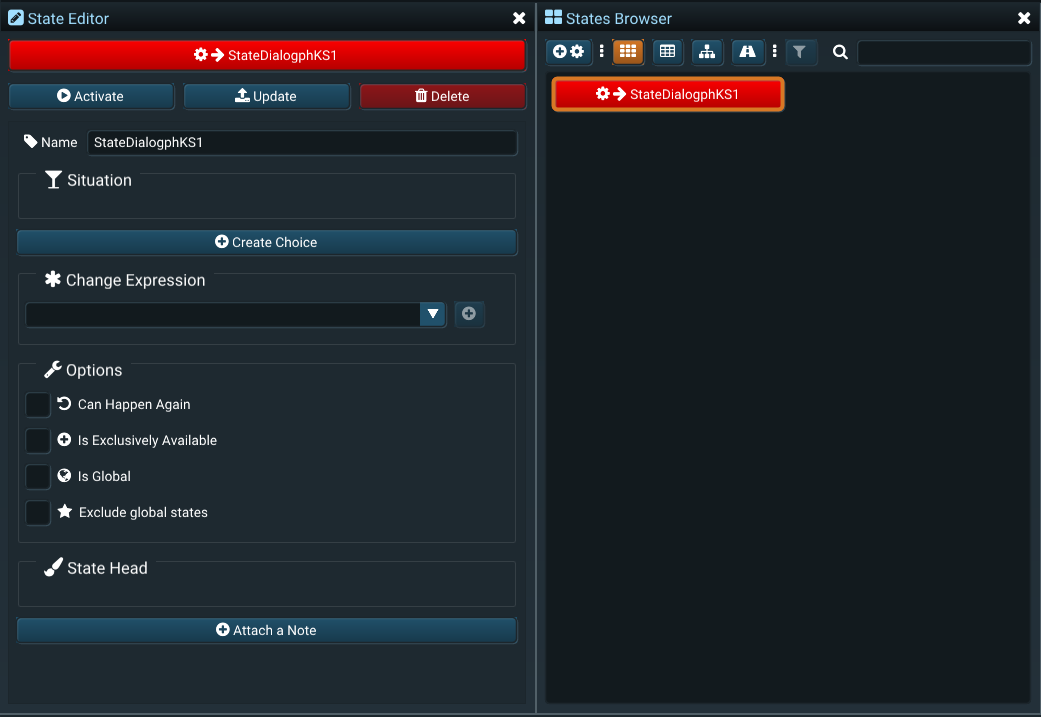 State Editor
StateDialogphKS1
Activate
Update
Delete
Name
StateDialogphKS1
Situation
Create Choice
Change Expression
Options
Can Happen Again
Is Exclusively Available
Is Global
Exclude global states
State Head
Attach a Note
States Browser
StateDialogphKS1